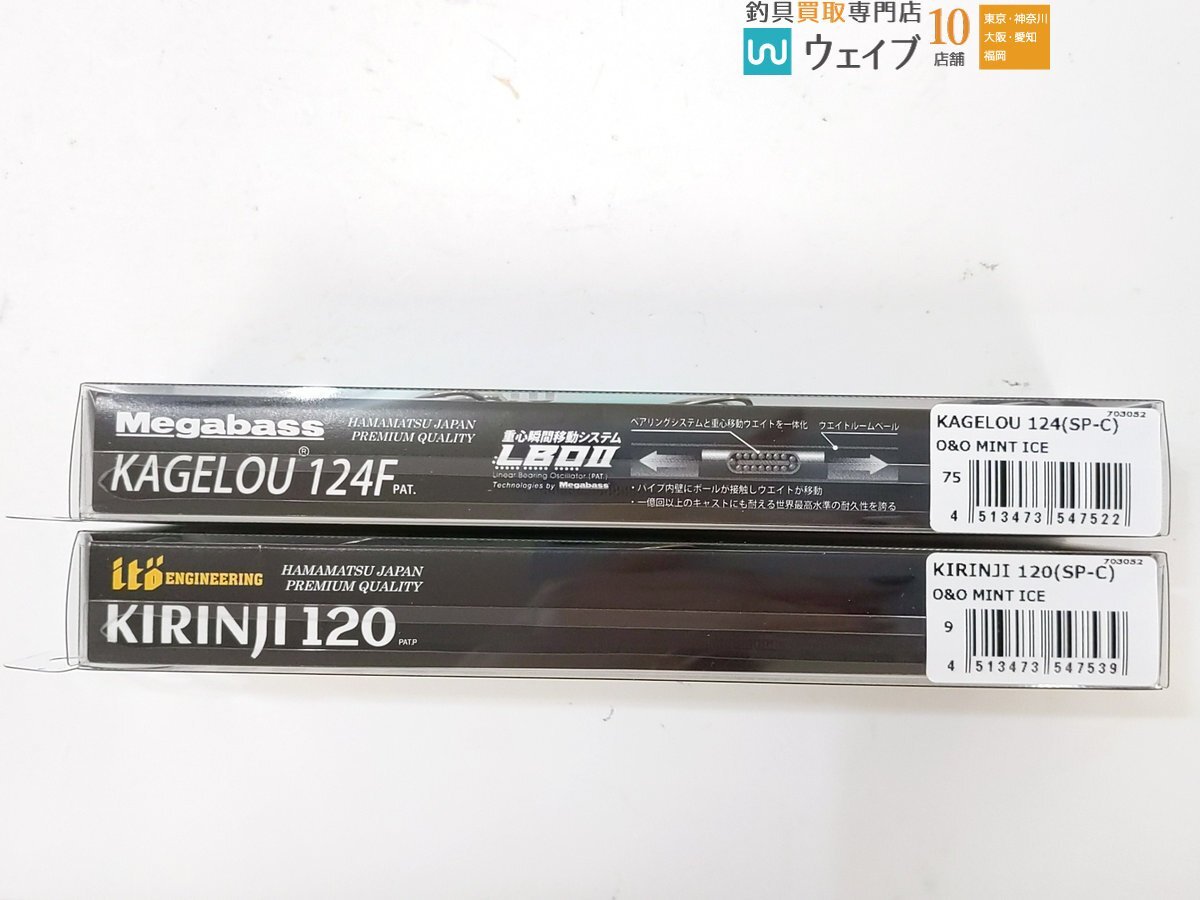 釣具買取専門店
ウェイブ
10
店舗
東京・神奈川
大阪・愛知
福岡
Megabass
HAMAMATSU JAPAN
PREMIUM QUALITY
KAGELOU® 124F PAT.
重心瞬間移動システム
LBOII
Linear Bearing Oscillator.(PAT.)
Technologies by Megabass
ベアリングシステムと重心移動ウエイトを一体化 ウエイトルームペール
・パイプ内壁にボールが接触しウエイトが移動
・一億回以上のキャストにも耐える世界最高水準の耐久性を誇る
703052
KAGELOU 124(SP-C)
O&O MINT ICE
75
4 513473 547522
itö ENGINEERING
HAMAMATSU JAPAN
PREMIUM QUALITY
KIRINJI 120 PAT.P
703052
KIRINJI 120(SP-C)
O&O MINT ICE
9
4 513473 547539